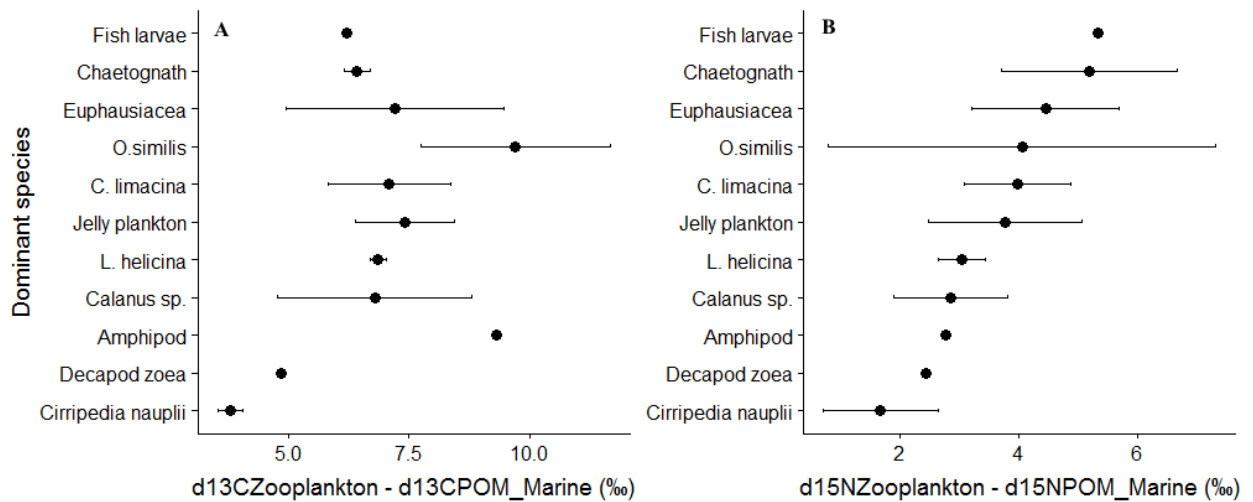 A
Dominant species
Fish larvae
Chaetognath
Euphausiacea
O.similis
C. limacina
Jelly plankton
L. helicina
Calanus sp.
Amphipod
Decapod zoea
Cirripedia nauplii
5.0 7.5 10.0
d13CZooplankton - d13CPOM_Marine (‰)
B
Fish larvae
Chaetognath
Euphausiacea
O.similis
C. limacina
Jelly plankton
L. helicina
Calanus sp.
Amphipod
Decapod zoea
Cirripedia nauplii
2 4 6
d15NZooplankton - d15NPOM_Marine (‰)